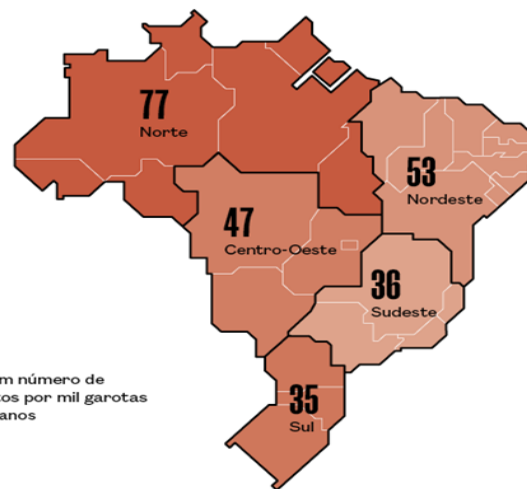 77
Norte
53
Nordeste
47
Centro-Oeste
36
Sudeste
m número de
tos por mil garotas
anos
35
Sul